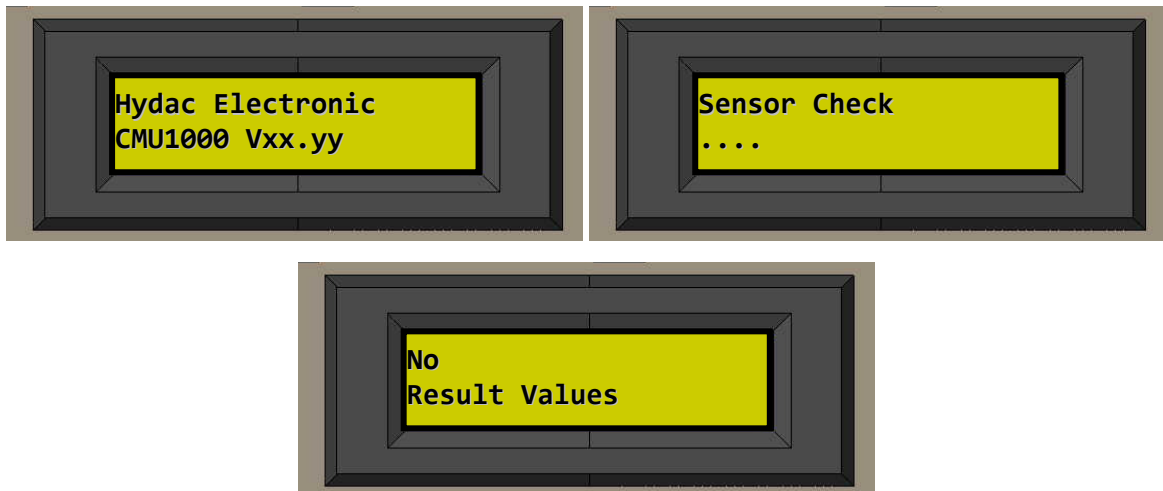 Hydac Electronic
CMU1000 Vxx.yy
Sensor Check
....
No
Result Values